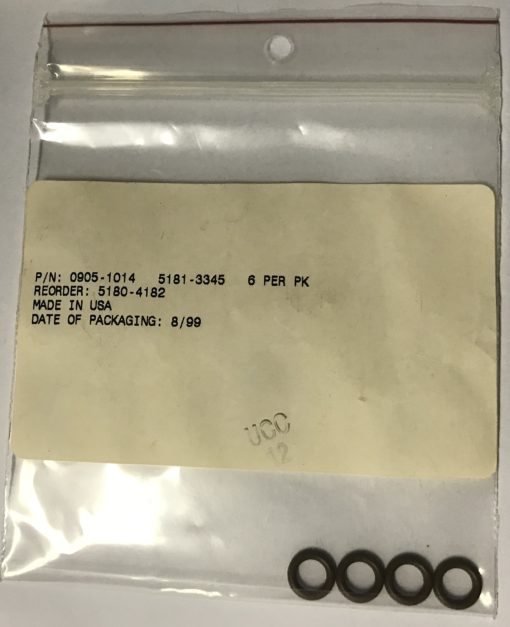 P/N: 0905-1014 5181-3345 6 PER PK
REORDER: 5180-4182
MADE IN USA
DATE OF PACKAGING: 8/99
UCC
12